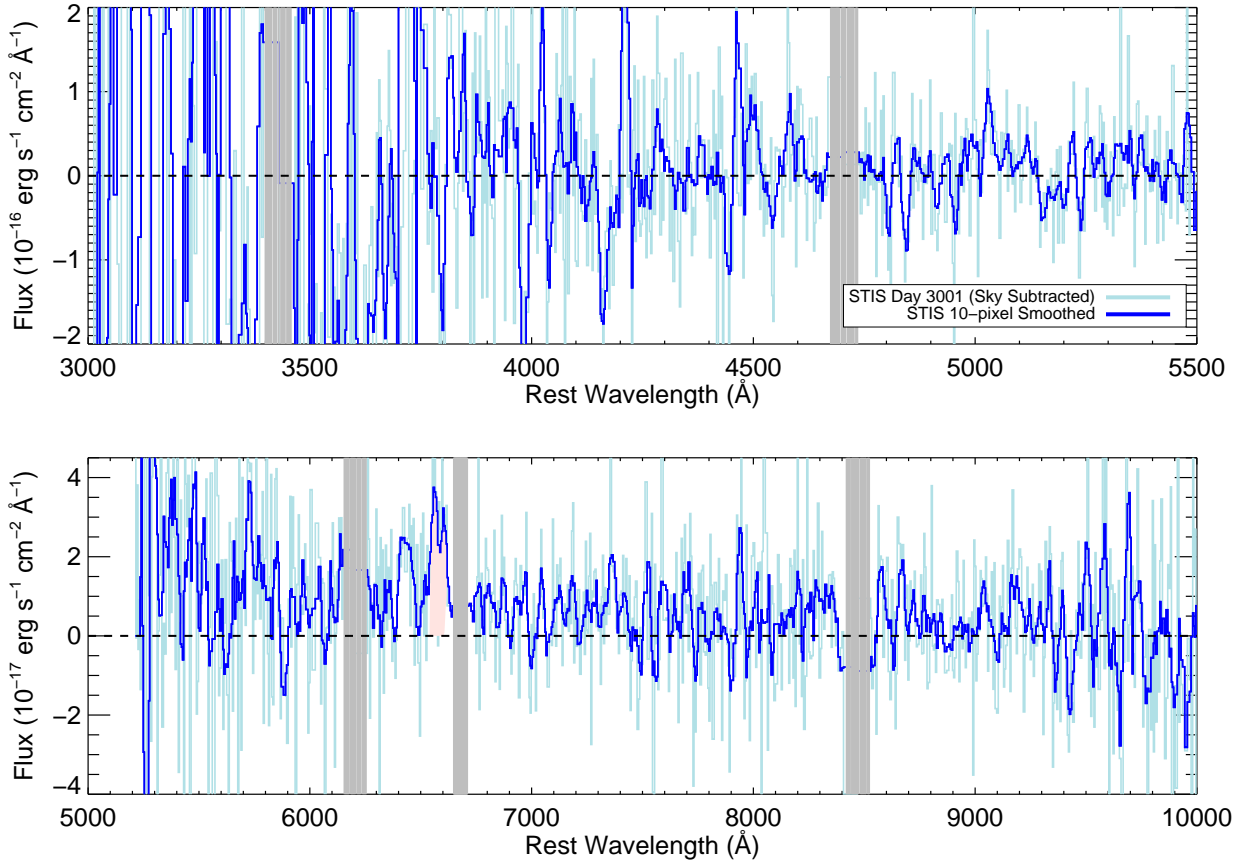 2
1
0
−1
−2
Flux (10−16 erg s−1 cm−2 Å−1)
STIS Day 3001 (Sky Subtracted)
STIS 10−pixel Smoothed
3000 3500 4000 4500 5000 5500
Rest Wavelength (Å)
4
2
0
−2
−4
Flux (10−17 erg s−1 cm−2 Å−1)
5000 6000 7000 8000 9000 10000
Rest Wavelength (Å)